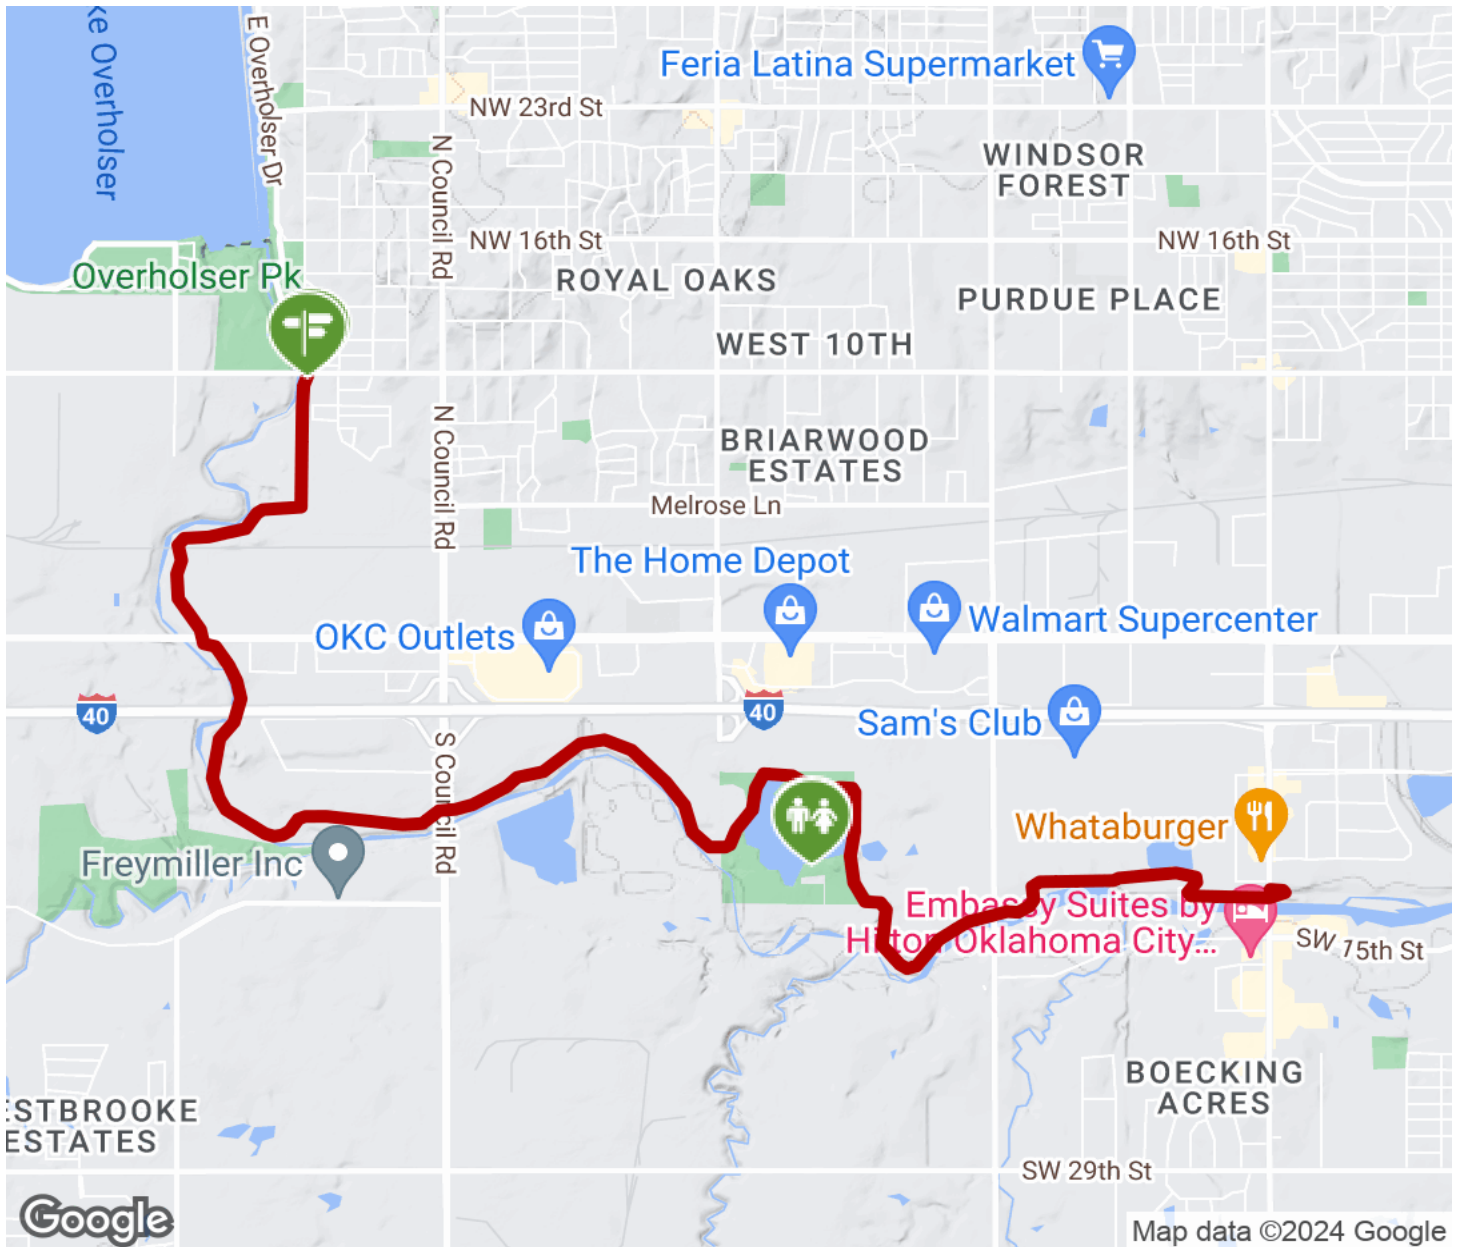 ke Overholser
E Overholser Dr
Feria Latina Supermarket
NW 23rd St
N Council Rd
WINDSOR
FOREST
NW 16th St
NW 16th St
Overholser Pk
ROYAL OAKS
PURDUE PLACE
WEST 10TH
N Council Rd
BRIARWOOD
ESTATES
Melrose Ln
The Home Depot
OKC Outlets
Walmart Supercenter
40
40
Sam's Club
S Council Rd
Whataburger
Freymiller Inc
Embassy Suites by
Hilton Oklahoma City...
SW 15th St
BOECKING
ACRES
ESTBROOKE
ESTATES
SW 29th St
Google
Map data ©2024 Google